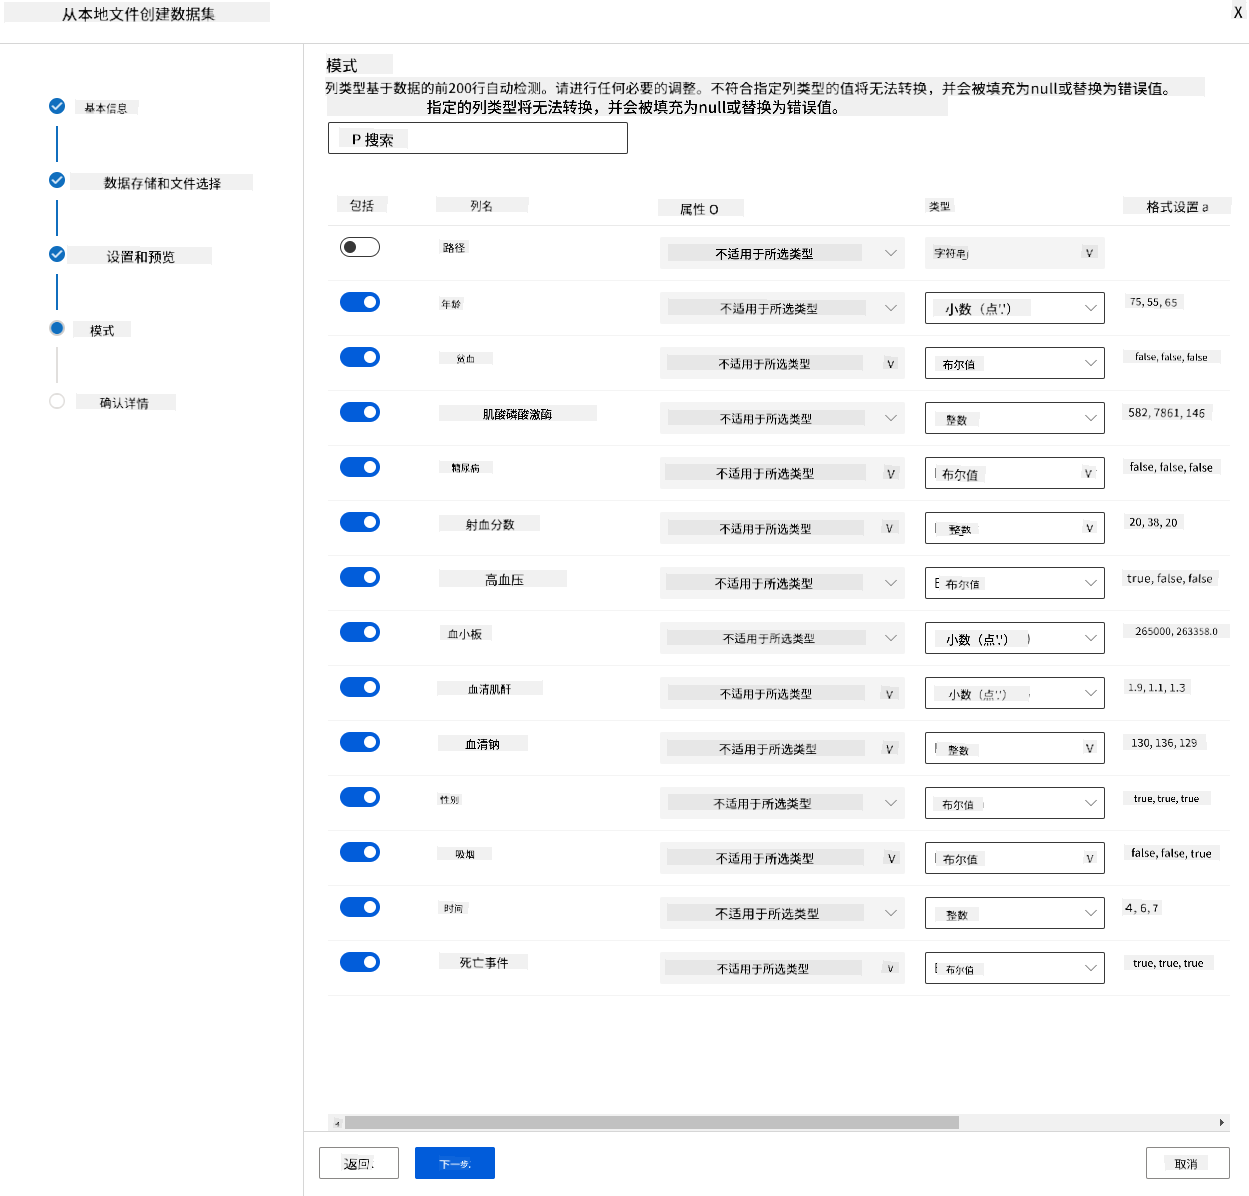 从本地文件创建数据集
X
基本信息
数据存储和文件选择
设置和预览
模式
确认详情
模式
列类型基于数据的前200行自动检测。请进行任何必要的调整。不符合指定列类型的值将无法转换，并会被填充为null或替换为错误值。
指定的列类型将无法转换，并会被填充为null或替换为错误值。
P 搜索
包括 列名 属性 O 类型 格式设置 a
路径 不适用于所选类型 字符串 V
年龄 不适用于所选类型 小数（点'.'） 75, 55, 65
贫血 不适用于所选类型 V 布尔值 false, false, false
肌酸磷酸激酶 不适用于所选类型 整数 582, 7861, 146
糖尿病 不适用于所选类型 V 布尔值 V false, false, false
射血分数 不适用于所选类型 V 整数 V 20, 38, 20
高血压 不适用于所选类型 E 布尔值 true, false, false
血小板 不适用于所选类型 小数（点'.'） 265000, 263358.0
血清肌酐 不适用于所选类型 V 小数（点'.'） 1.9, 1.1, 1.3
血清钠 不适用于所选类型 V 整数 V 130, 136, 129
性别 不适用于所选类型 布尔值 true, true, true
吸烟 不适用于所选类型 V 布尔值 V false, false, true
时间 不适用于所选类型 整数 4, 6, 7
死亡事件 不适用于所选类型 V E 布尔值 true, true, true
返回.
下一步.
取消